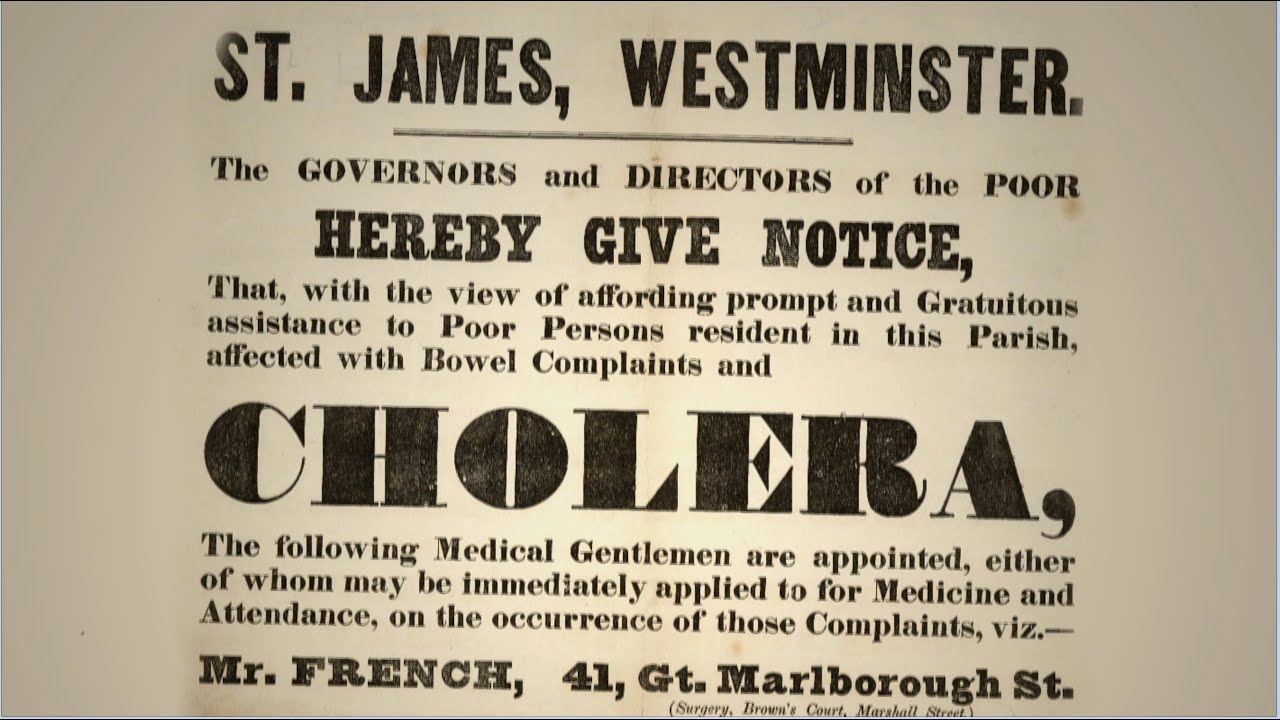 ST. JAMES, WESTMINSTER.
The GOVERNORS and DIRECTORS of the POOR
HEREBY GIVE NOTICE,
That, with the view of affording prompt and Gratuitous
assistance to Poor Persons resident in this Parish,
affected with Bowel Complaints and
CHOLERA,
The following Medical Gentlemen are appointed, either
of whom may be immediately applied to for Medicine and
Attendance, on the occurrence of those Complaints, viz.—
Mr. FRENCH, 41, Gt. Marlborough St.
(Surgery, Brown's Court, Marshall Street.)